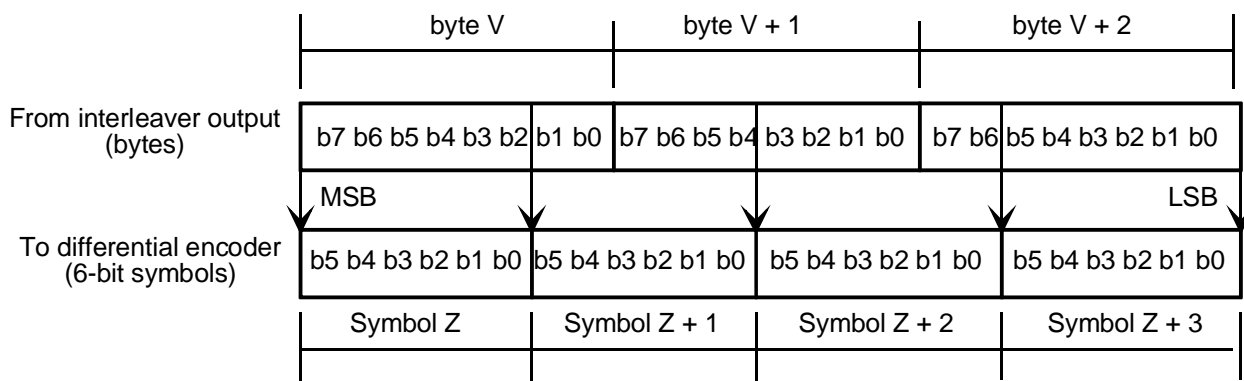 byte V byte V + 1 byte V + 2
From interleaver output
(bytes)
b7 b6 b5 b4 b3 b2 b1 b0 b7 b6 b5 b4 b3 b2 b1 b0 b7 b6 b5 b4 b3 b2 b1 b0
MSB LSB
To differential encoder
(6-bit symbols)
b5 b4 b3 b2 b1 b0 b5 b4 b3 b2 b1 b0 b5 b4 b3 b2 b1 b0 b5 b4 b3 b2 b1 b0
Symbol Z Symbol Z + 1 Symbol Z + 2 Symbol Z + 3